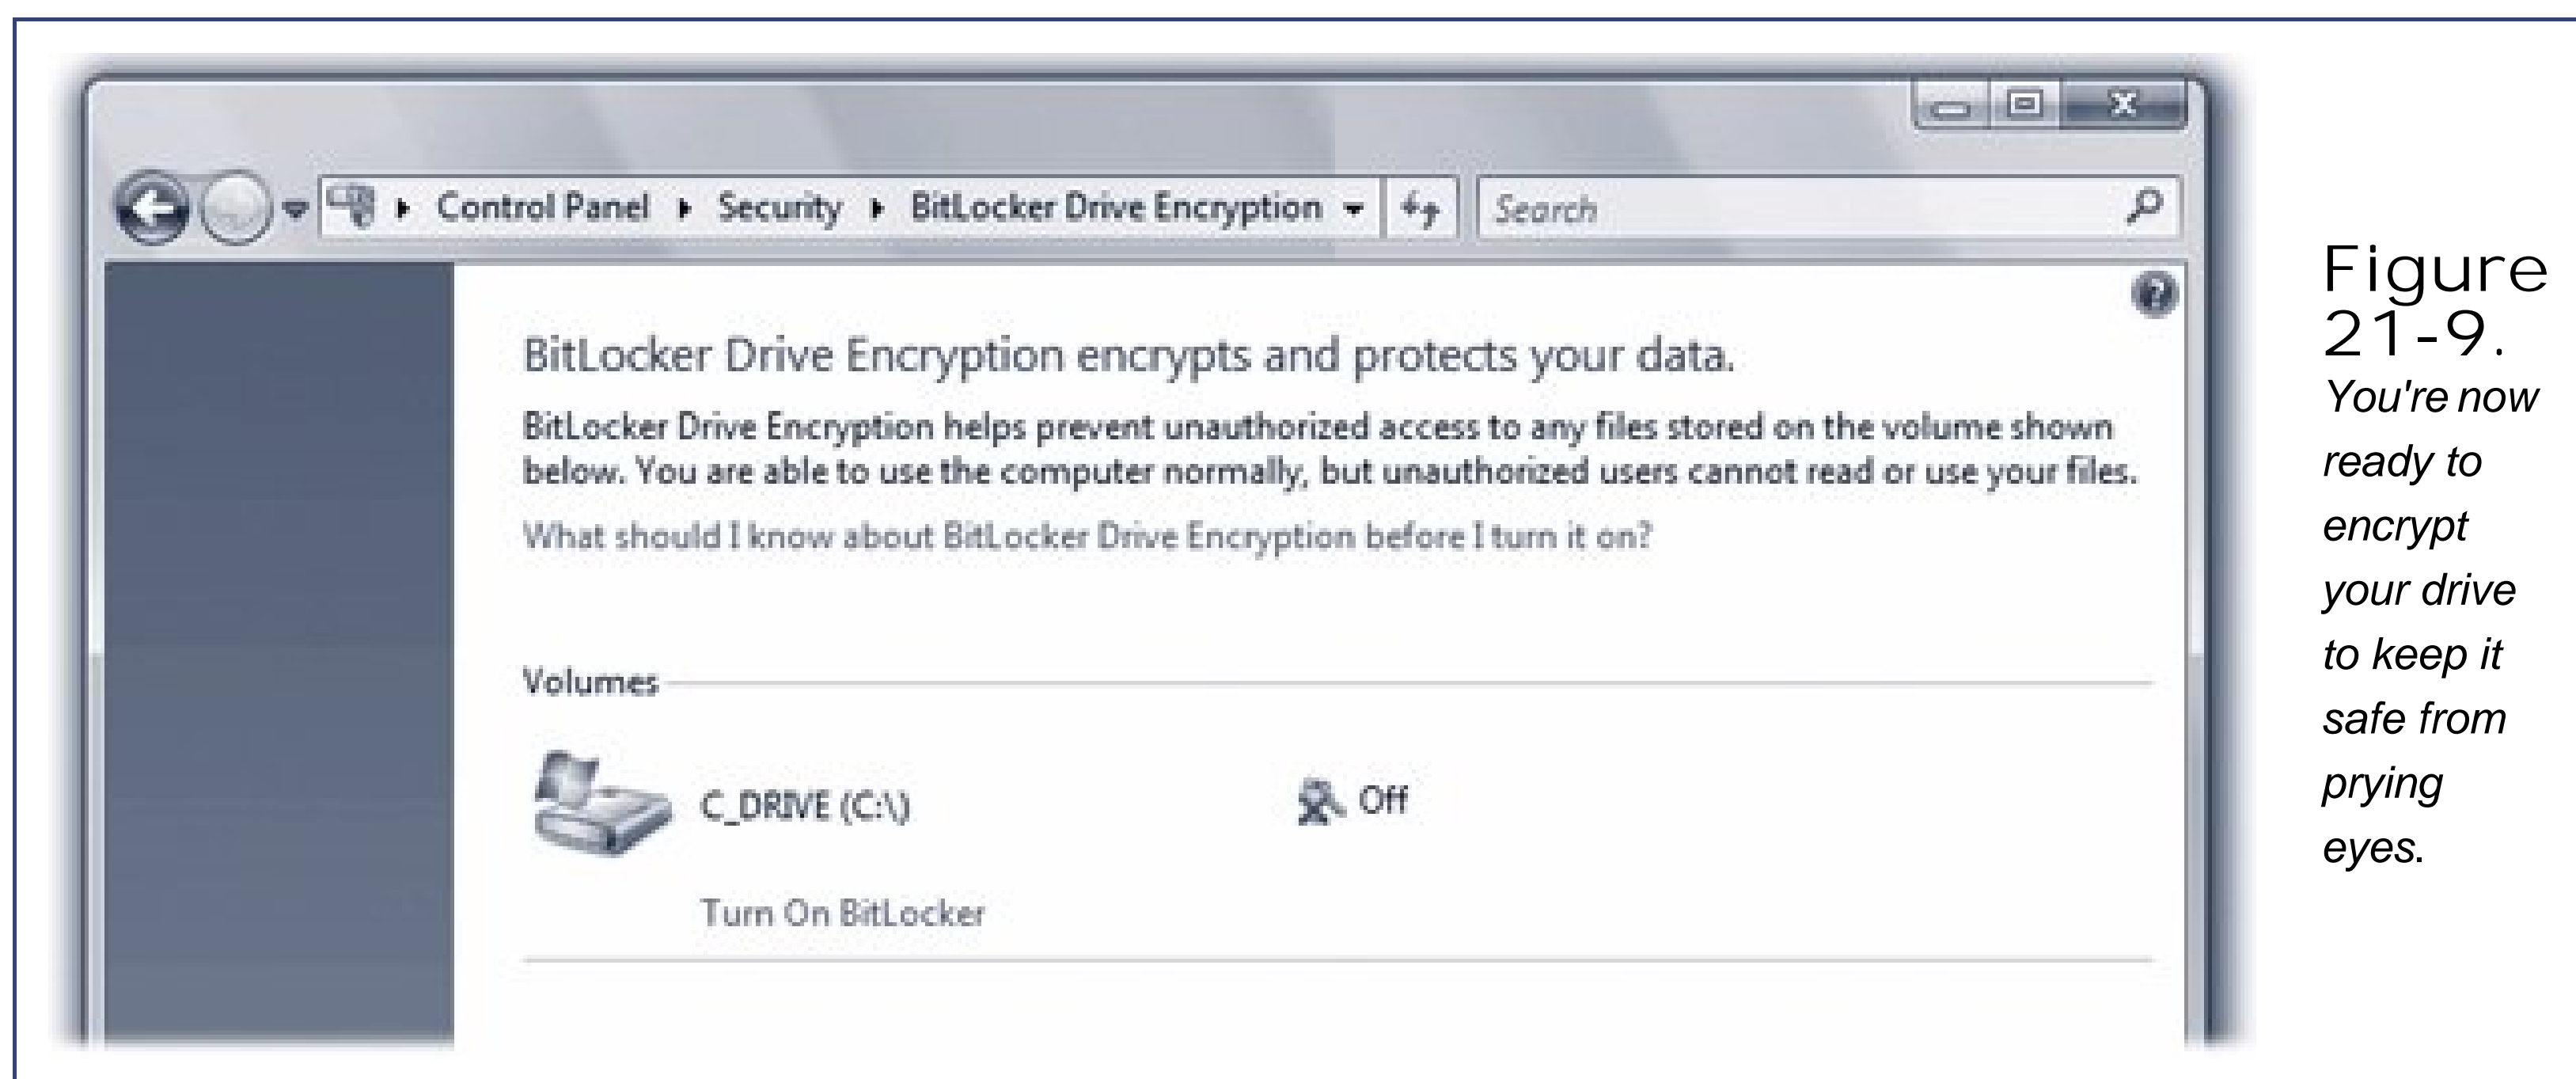 Control Panel Security BitLocker Drive Encryption Search
BitLocker Drive Encryption encrypts and protects your data.
BitLocker Drive Encryption helps prevent unauthorized access to any files stored on the volume shown
below. You are able to use the computer normally, but unauthorized users cannot read or use your files.
What should I know about BitLocker Drive Encryption before I turn it on?
Volumes
C_DRIVE (C:\) Off
Turn On BitLocker
Figure
21-9.
You're now
ready to
encrypt
your drive
to keep it
safe from
prying
eyes.